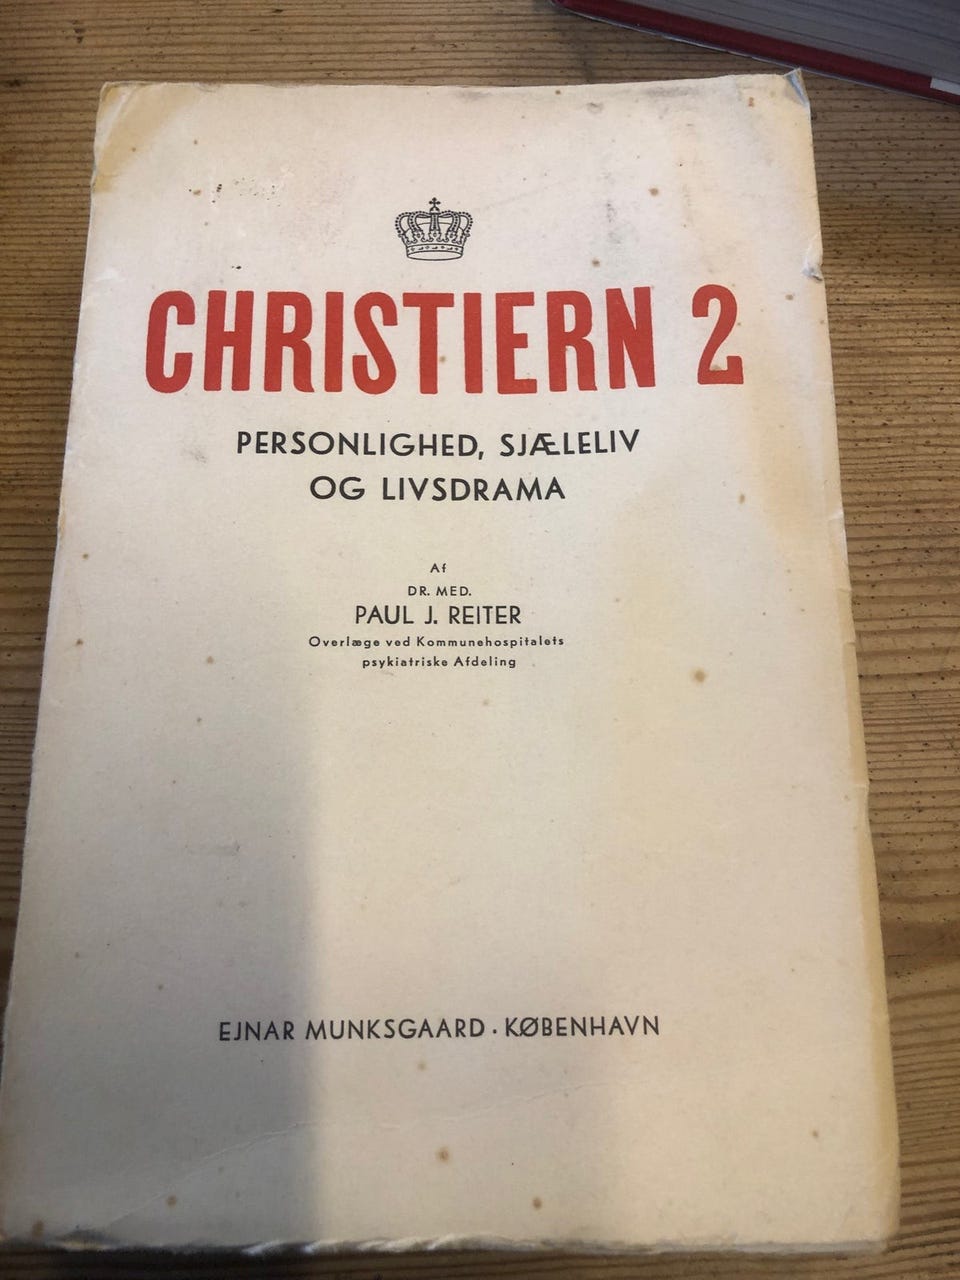 CHRISTIERN 2
PERSONLIGHED, SJÆLELIV
OG LIVSDRAMA
Af
DR. MED.
PAUL J. REITER
Overlæge ved Kommunehospitalets
psykiatriske Afdeling
EJNAR MUNKSGAARD · KØBENHAVN